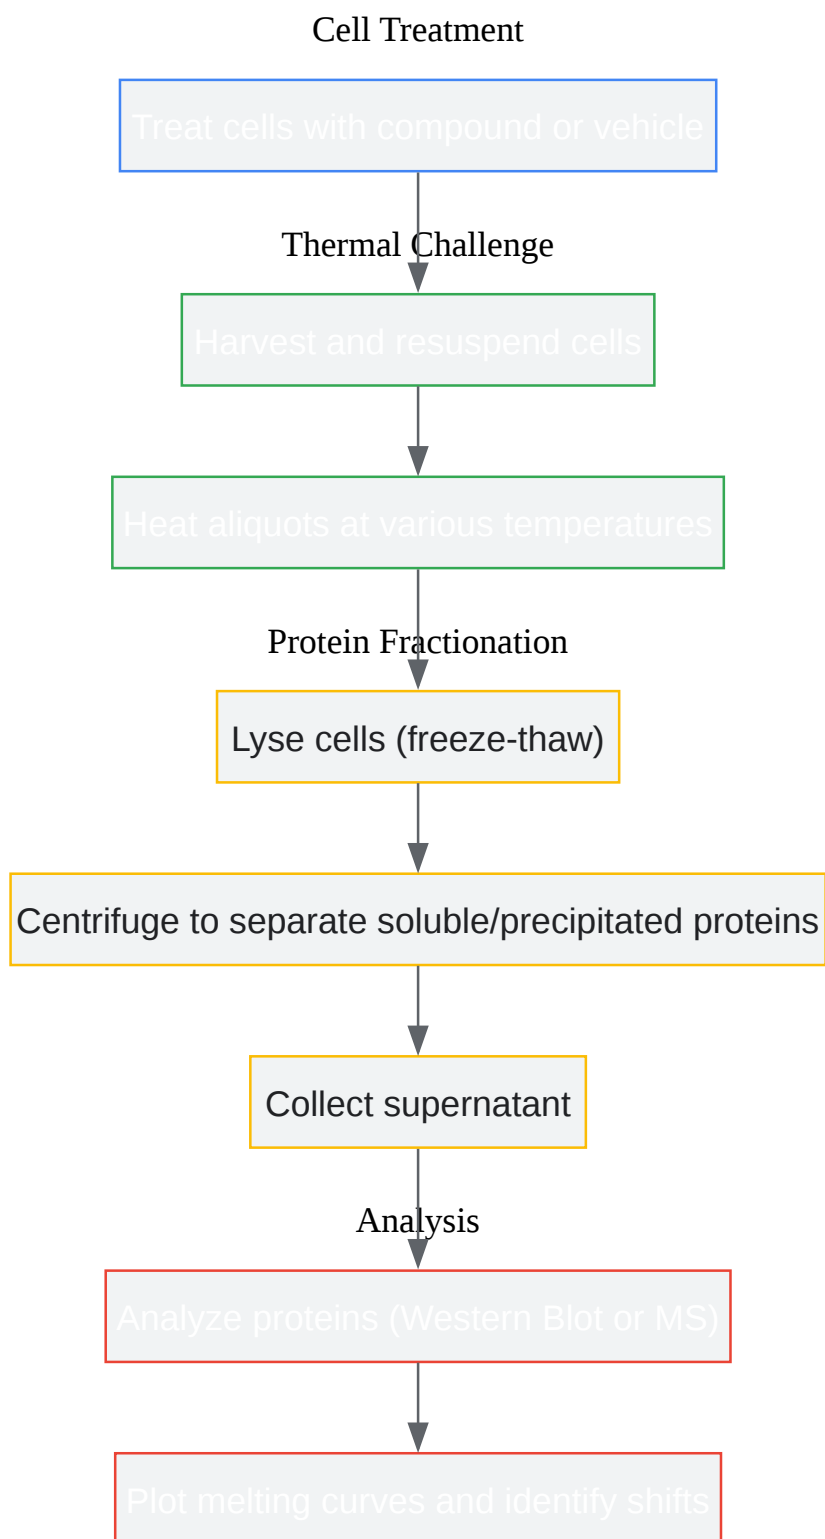 Cell Treatment
Treat cells with compound or vehicle
Thermal Challenge
Harvest and resuspend cells
Heat aliquots at various temperatures
Protein Fractionation
Lyse cells (freeze-thaw)
Centrifuge to separate soluble/precipitated proteins
Collect supernatant
Analysis
Analyze proteins (Western Blot or MS)
Plot melting curves and identify shifts